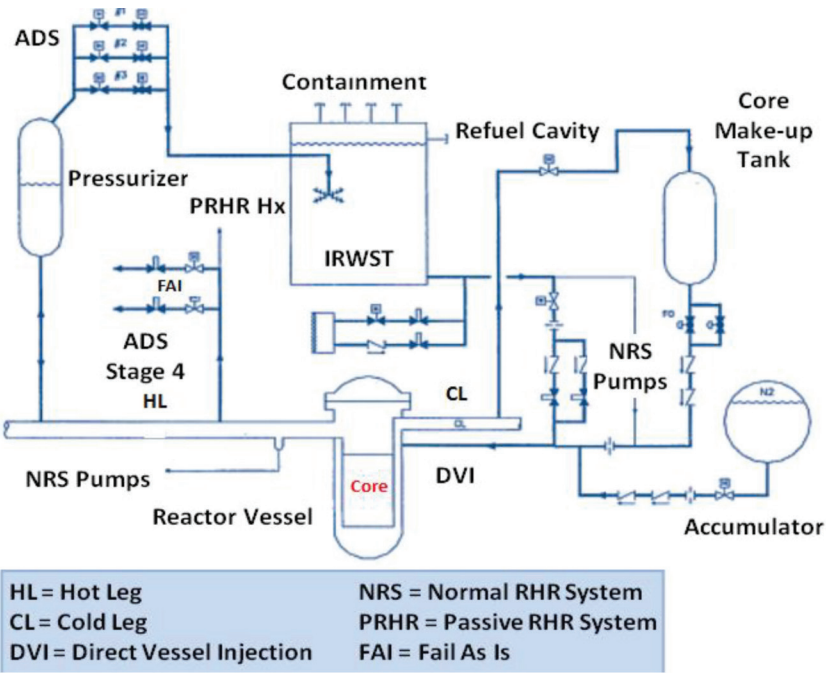 ADS
Containment
Refuel Cavity
Core
Make-up
Tank
Pressurizer
PRHR Hx
IRWST
FAI
ADS
Stage 4
HL
CL
NRS
Pumps
N2
NRS Pumps
Core
DVI
Reactor Vessel
Accumulator
HL = Hot Leg
CL = Cold Leg
DVI = Direct Vessel Injection
NRS = Normal RHR System
PRHR = Passive RHR System
FAI = Fail As Is